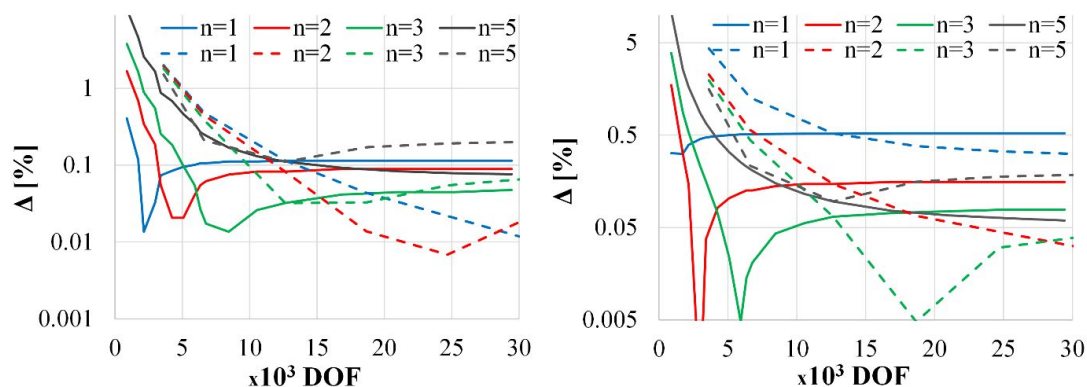 n=1 n=2 n=3 n=5
n=1 n=2 n=3 n=5
1
0.1
0.01
0.001
Δ [%]
0 5 10 15 20 25 30
x10³ DOF
n=1 n=2 n=3 n=5
n=1 n=2 n=3 n=5
5
0.5
0.05
0.005
Δ [%]
0 5 10 15 20 25 30
x10³ DOF